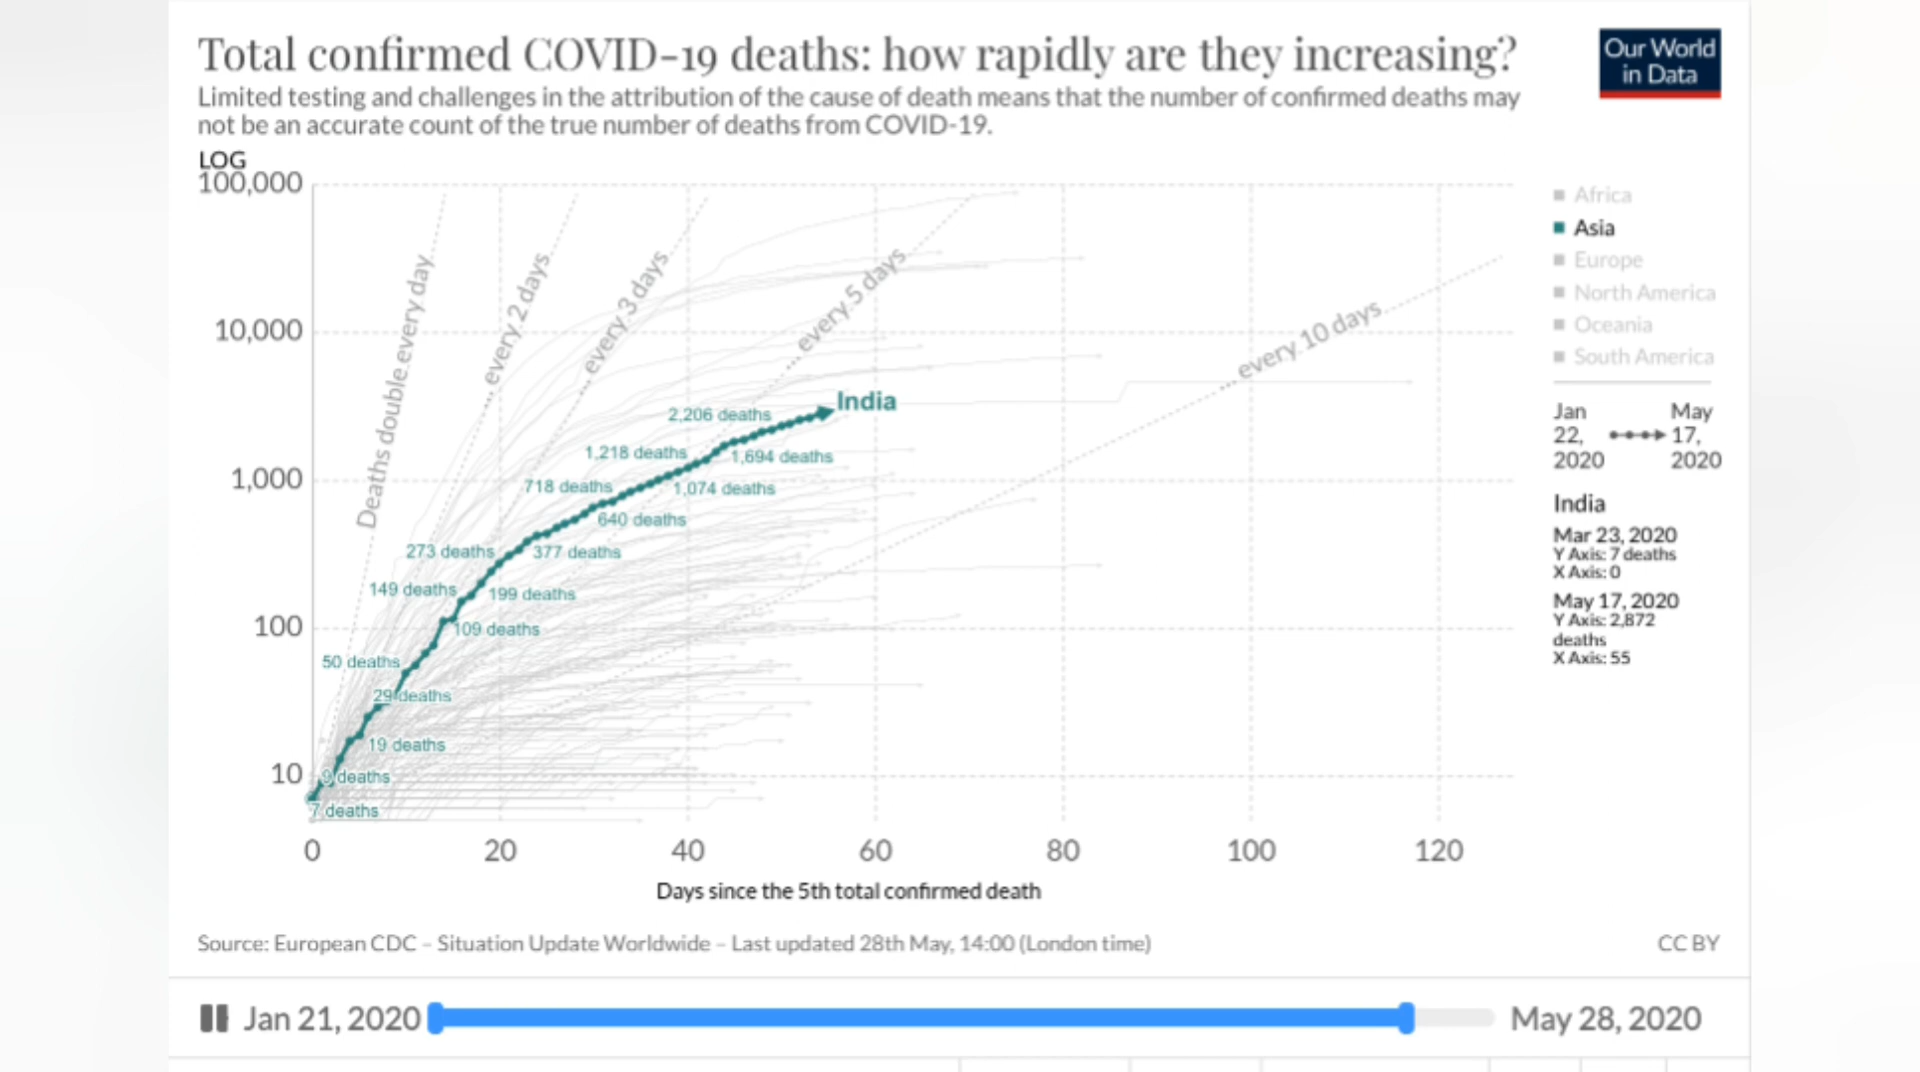 Total confirmed COVID-19 deaths: how rapidly are they increasing?
Our World
in Data
Limited testing and challenges in the attribution of the cause of death means that the number of confirmed deaths may
not be an accurate count of the true number of deaths from COVID-19.
LOG
100,000
10,000
1,000
100
10
Deaths double every day
every 2 days
every 3 days
every 5 days
every 10 days
India
2,206 deaths
1,218 deaths
1,694 deaths
718 deaths
1,074 deaths
640 deaths
273 deaths
377 deaths
149 deaths
199 deaths
109 deaths
50 deaths
29 deaths
19 deaths
9 deaths
7 deaths
0 20 40 60 80 100 120
Days since the 5th total confirmed death
Africa
Asia
Europe
North America
Oceania
South America
Jan
22,
2020
May
17,
2020
India
Mar 23, 2020
Y Axis: 7 deaths
X Axis: 0
May 17, 2020
Y Axis: 2,872
deaths
X Axis: 55
Source: European CDC – Situation Update Worldwide – Last updated 28th May, 14:00 (London time)
CC BY
Jan 21, 2020
May 28, 2020